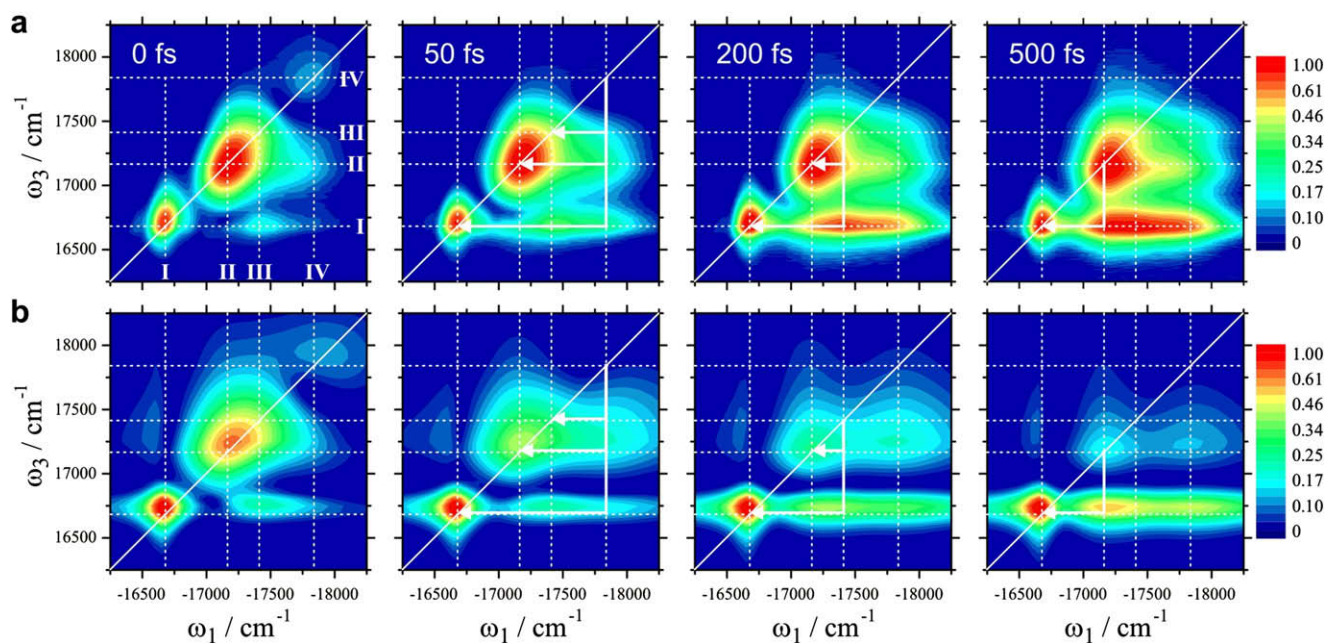 a
0 fs
50 fs
200 fs
500 fs
18000
17500
17000
16500
ω₃ / cm⁻¹
IV
III
II
I
I II III IV
1.00
0.61
0.46
0.34
0.25
0.17
0.10
0
b
18000
17500
17000
16500
ω₃ / cm⁻¹
1.00
0.61
0.46
0.34
0.25
0.17
0.10
0
-16500 -17000 -17500 -18000
-16500 -17000 -17500 -18000
-16500 -17000 -17500 -18000
-16500 -17000 -17500 -18000
ω₁ / cm⁻¹
ω₁ / cm⁻¹
ω₁ / cm⁻¹
ω₁ / cm⁻¹